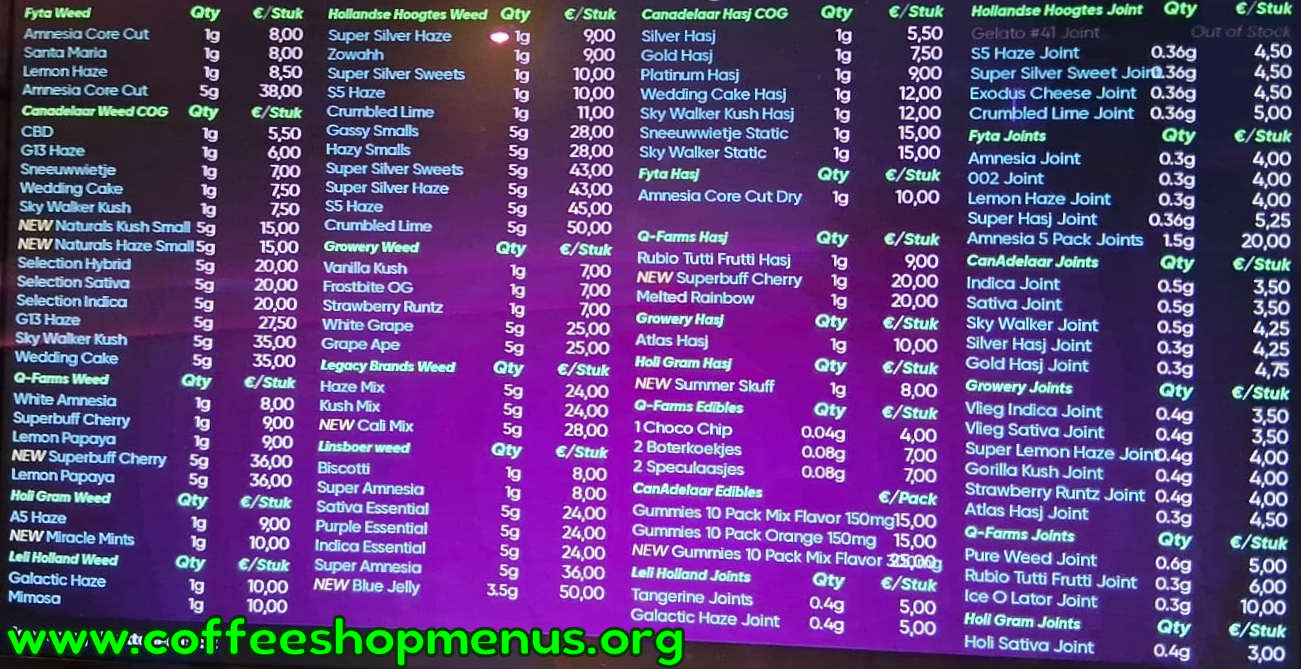 Fyta Weed Qty €/Stuk
Amnesia Core Cut 1g 8,00
Santa Maria 1g 8,00
Lemon Haze 1g 8,50
Amnesia Core Cut 5g 38,00
Canadelaar Weed COG Qty €/Stuk
CBD 1g 5,50
G13 Haze 1g 6,00
Sneeuwwietje 1g 7,00
Wedding Cake 1g 7,50
Sky Walker Kush 1g 7,50
NEW Naturals Kush Small 5g 15,00
NEW Naturals Haze Small 5g 15,00
Selection Hybrid 5g 20,00
Selection Sativa 5g 20,00
Selection Indica 5g 20,00
G13 Haze 5g 27,50
Sky Walker Kush 5g 35,00
Wedding Cake 5g 35,00
Q-Farms Weed Qty €/Stuk
White Amnesia 1g 8,00
Superbuff Cherry 1g 9,00
Lemon Papaya 1g 9,00
NEW Superbuff Cherry 5g 36,00
Lemon Papaya 5g 36,00
Holi Gram Weed Qty €/Stuk
A5 Haze 1g 9,00
NEW Miracle Mints 1g 10,00
Leli Holland Weed Qty €/Stuk
Galactic Haze 1g 10,00
Mimosa 1g 10,00
Hollandse Hoogtes Weed Qty €/Stuk
Super Silver Haze 1g 9,00
Zowahh 1g 9,00
Super Silver Sweets 1g 10,00
S5 Haze 1g 10,00
Crumbled Lime 1g 11,00
Gassy Smalls 5g 28,00
Hazy Smalls 5g 28,00
Super Silver Sweets 5g 43,00
Super Silver Haze 5g 43,00
S5 Haze 5g 45,00
Crumbled Lime 5g 50,00
Growery Weed Qty €/Stuk
Vanilla Kush 1g 7,00
Frostbite OG 1g 7,00
Strawberry Runtz 1g 7,00
White Grape 5g 25,00
Grape Ape 5g 25,00
Legacy Brands Weed Qty €/Stuk
Haze Mix 5g 24,00
Kush Mix 5g 24,00
NEW Cali Mix 5g 28,00
Linsboer weed Qty €/Stuk
Biscotti 1g 8,00
Super Amnesia 1g 8,00
Sativa Essential 5g 24,00
Purple Essential 5g 24,00
Indica Essential 5g 24,00
Super Amnesia 5g 36,00
NEW Blue Jelly 3.5g 50,00
Canadelaar Hasj COG Qty €/Stuk
Silver Hasj 1g 5,50
Gold Hasj 1g 7,50
Platinum Hasj 1g 9,00
Wedding Cake Hasj 1g 12,00
Sky Walker Kush Hasj 1g 12,00
Sneeuwwietje Static 1g 15,00
Sky Walker Static 1g 15,00
Fyta Hasj Qty €/Stuk
Amnesia Core Cut Dry 1g 10,00
Q-Farms Hasj Qty €/Stuk
Rubio Tutti Frutti Hasj 1g 9,00
NEW Superbuff Cherry 1g 20,00
Melted Rainbow 1g 20,00
Growery Hasj Qty €/Stuk
Atlas Hasj 1g 10,00
Holi Gram Hasj Qty €/Stuk
NEW Summer Skuff 1g 8,00
Q-Farms Edibles Qty €/Stuk
1 Choco Chip 0.04g 4,00
2 Boterkoekjes 0.08g 7,00
2 Speculaasjes 0.08g 7,00
CanAdelaar Edibles €/Pack
Gummies 10 Pack Mix Flavor 150mg 15,00
Gummies 10 Pack Orange 150mg 15,00
NEW Gummies 10 Pack Mix Flavor
Leli Holland Joints Qty €/Stuk
Tangerine Joints 0.4g 5,00
Galactic Haze Joint 0.4g 5,00
Hollandse Hoogtes Joint Qty €/Stuk
Gelato #41 Joint Out of Stock
S5 Haze Joint 0.36g 4,50
Super Silver Sweet Joint 0.36g 4,50
Exodus Cheese Joint 0.36g 4,50
Crumbled Lime Joint 0.36g 5,00
Fyta Joints Qty €/Stuk
Amnesia Joint 0.3g 4,00
002 Joint 0.3g 4,00
Lemon Haze Joint 0.3g 4,00
Super Hasj Joint 0.36g 5,25
Amnesia 5 Pack Joints 1.5g 20,00
CanAdelaar Joints Qty €/Stuk
Indica Joint 0.5g 3,50
Sativa Joint 0.5g 3,50
Sky Walker Joint 0.5g 4,25
Silver Hasj Joint 0.3g 4,25
Gold Hasj Joint 0.3g 4,75
Growery Joints Qty €/Stuk
Vlieg Indica Joint 0.4g 3,50
Vlieg Sativa Joint 0.4g 3,50
Super Lemon Haze Joint 0.4g 4,00
Gorilla Kush Joint 0.4g 4,00
Strawberry Runtz Joint 0.4g 4,00
Atlas Hasj Joint 0.3g 4,50
Q-Farms Joints Qty €/Stuk
Pure Weed Joint 0.6g 5,00
Rubio Tutti Frutti Joint 0.3g 6,00
Ice O Lator Joint 0.3g 10,00
Holi Gram Joints Qty €/Stuk
Holi Sativa Joint 0.4g 3,00
www.coffeeshopmenus.org